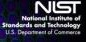 NIST
National Institute of
Standards and Technology
U.S. Department of Commerce